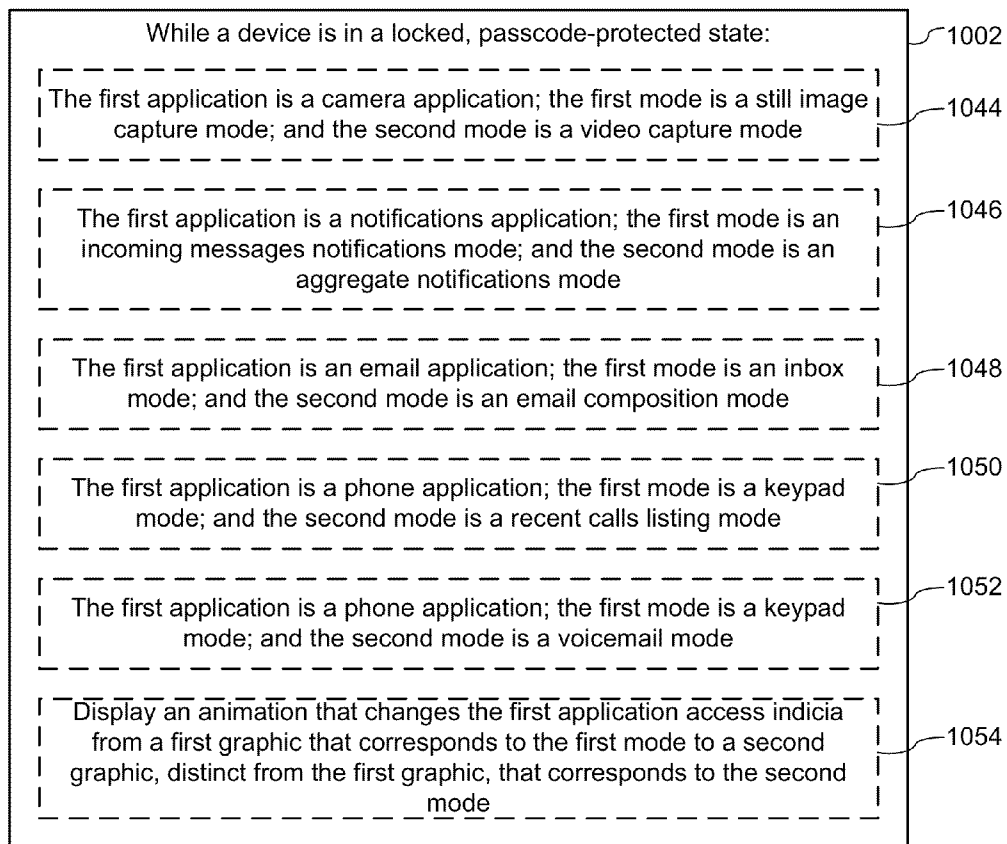 While a device is in a locked, passcode-protected state:
1002
The first application is a camera application; the first mode is a still image
capture mode; and the second mode is a video capture mode
1044
The first application is a notifications application; the first mode is an
incoming messages notifications mode; and the second mode is an
aggregate notifications mode
1046
The first application is an email application; the first mode is an inbox
mode; and the second mode is an email composition mode
1048
The first application is a phone application; the first mode is a keypad
mode; and the second mode is a recent calls listing mode
1050
The first application is a phone application; the first mode is a keypad
mode; and the second mode is a voicemail mode
1052
Display an animation that changes the first application access indicia
from a first graphic that corresponds to the first mode to a second
graphic, distinct from the first graphic, that corresponds to the second
mode
1054